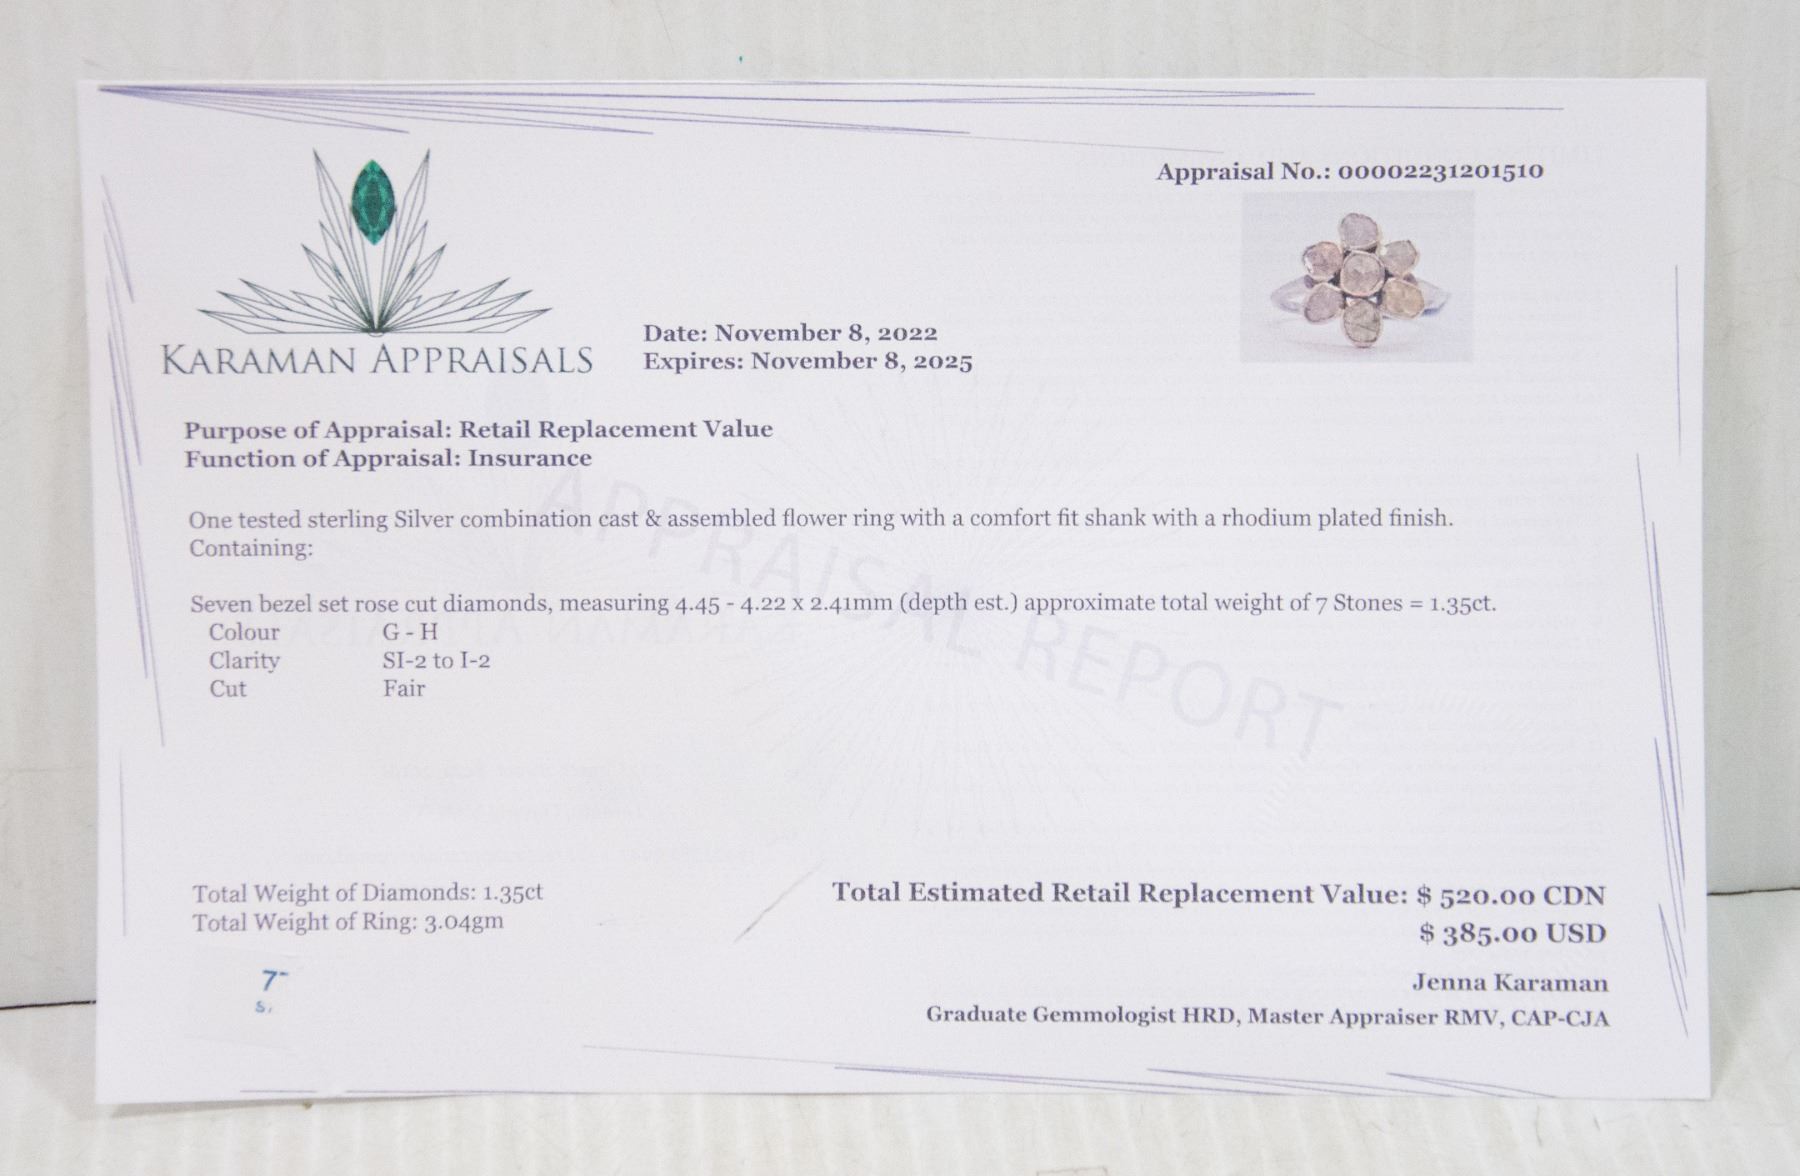 Appraisal No.: 00002231201510
KARAMAN APPRAISALS
Date: November 8, 2022
Expires: November 8, 2025
Purpose of Appraisal: Retail Replacement Value
Function of Appraisal: Insurance
One tested sterling Silver combination cast & assembled flower ring with a comfort fit shank with a rhodium plated finish.
Containing:
Seven bezel set rose cut diamonds, measuring 4.45 - 4.22 x 2.41mm (depth est.) approximate total weight of 7 Stones = 1.35ct.
Colour G - H
Clarity SI-2 to I-2
Cut Fair
APPRAISAL REPORT
Total Weight of Diamonds: 1.35ct
Total Weight of Ring: 3.04gm
Total Estimated Retail Replacement Value: $ 520.00 CDN
$ 385.00 USD
Jenna Karaman
Graduate Gemmologist HRD, Master Appraiser RMV, CAP-CJA
7